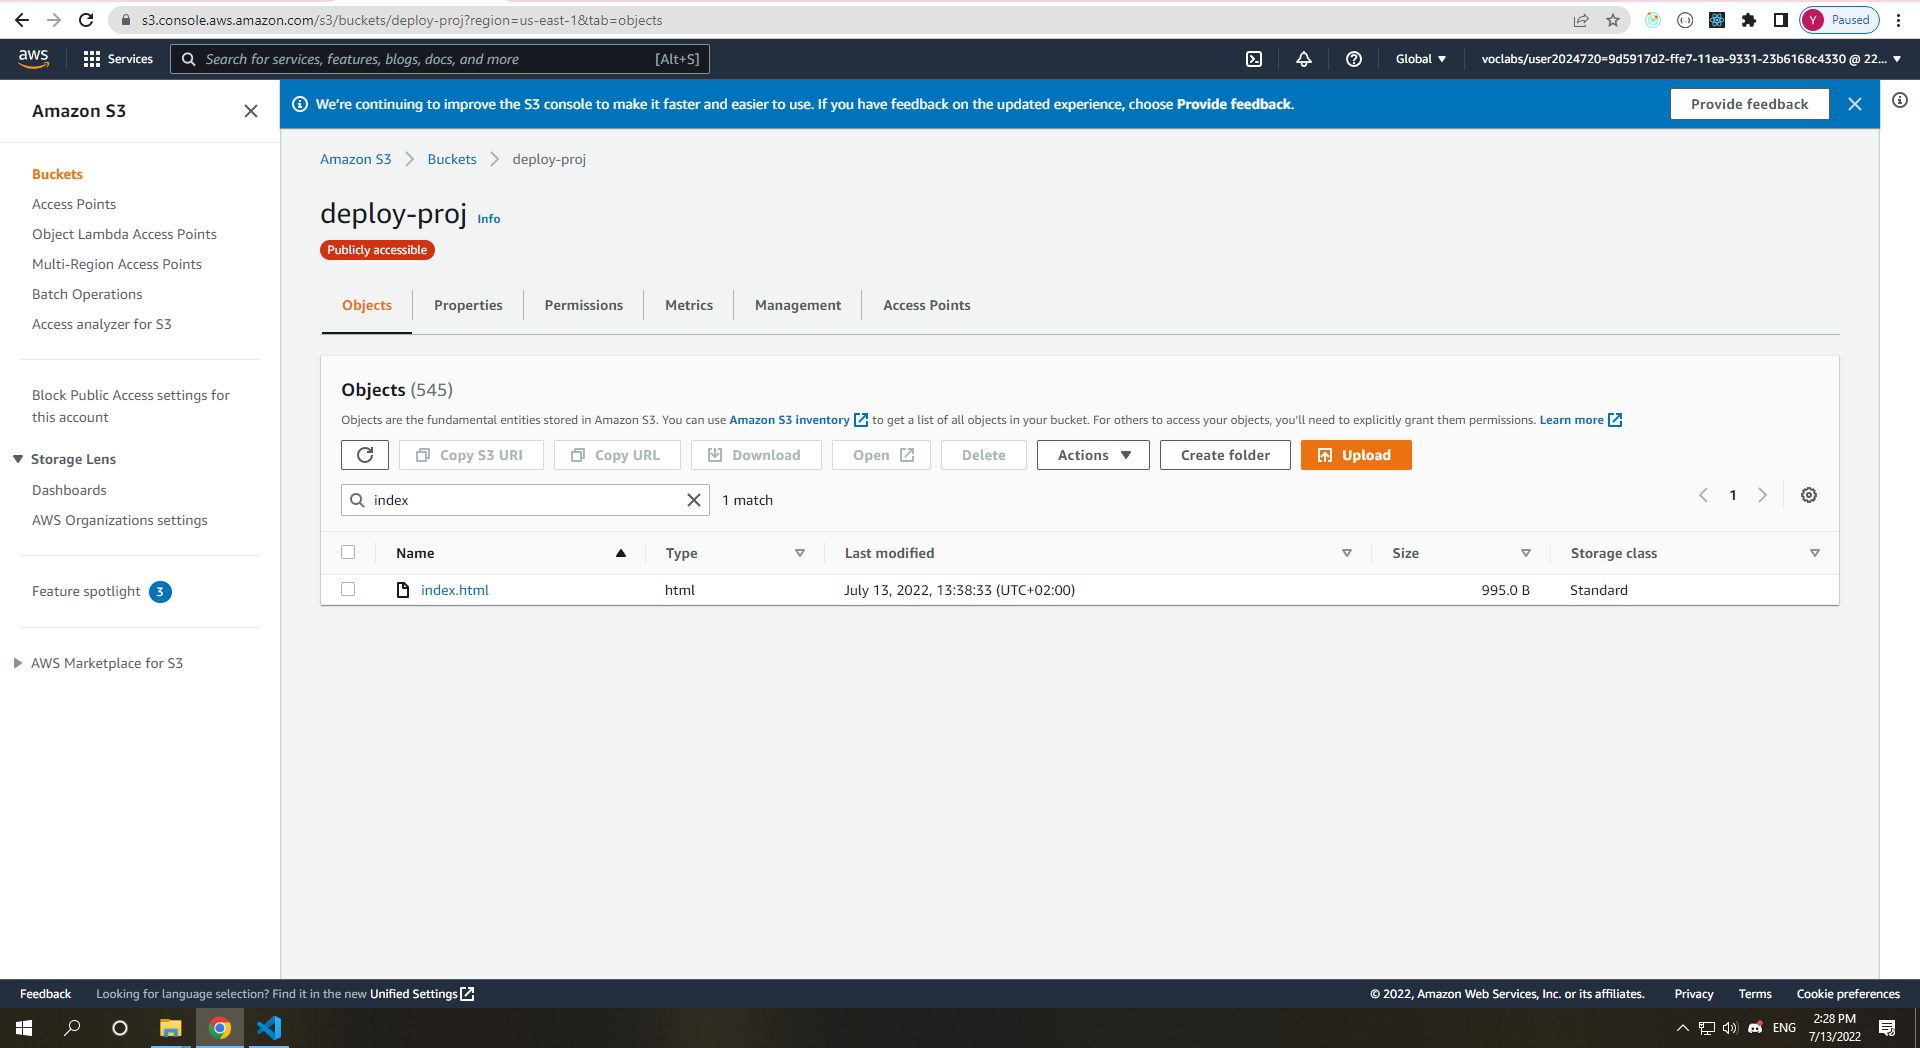 s3.console.aws.amazon.com/s3/buckets/deploy-proj?region=us-east-1&tab=objects
Y Paused
aws Services Search for services, features, blogs, docs, and more [Alt+S] Global voclabs/user2024720=9d5917d2-ffe7-11ea-9331-23b6168c4330 @ 22...
Amazon S3
We're continuing to improve the S3 console to make it faster and easier to use. If you have feedback on the updated experience, choose Provide feedback.
Provide feedback
Buckets
Access Points
Object Lambda Access Points
Multi-Region Access Points
Batch Operations
Access analyzer for S3
Block Public Access settings for
this account
Storage Lens
Dashboards
AWS Organizations settings
Feature spotlight 3
AWS Marketplace for S3
Amazon S3 Buckets deploy-proj
deploy-proj Info
Publicly accessible
Objects Properties Permissions Metrics Management Access Points
Objects (545)
Objects are the fundamental entities stored in Amazon S3. You can use Amazon S3 inventory to get a list of all objects in your bucket. For others to access your objects, you'll need to explicitly grant them permissions. Learn more
Copy S3 URI Copy URL Download Open Delete Actions Create folder Upload
index 1 match 1
Name Type Last modified Size Storage class
index.html html July 13, 2022, 13:38:33 (UTC+02:00) 995.0 B Standard
Feedback Looking for language selection? Find it in the new Unified Settings © 2022, Amazon Web Services, Inc. or its affiliates. Privacy Terms Cookie preferences
ENG 2:28 PM
7/13/2022